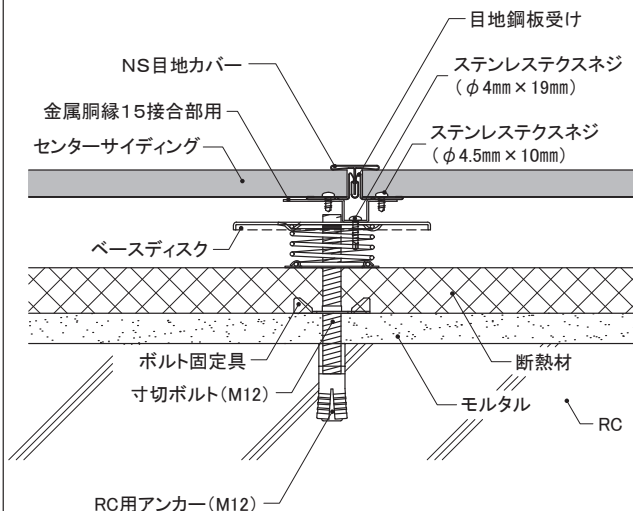 目地鋼板受け
NS目地カバー
ステンレステクスネジ
(φ4mm×19mm)
金属胴縁15接合部用
センターサイディング
ステンレステクスネジ
(φ4.5mm×10mm)
ベースディスク
ボルト固定具
断熱材
寸切ボルト(M12)
モルタル
RC
RC用アンカー(M12)